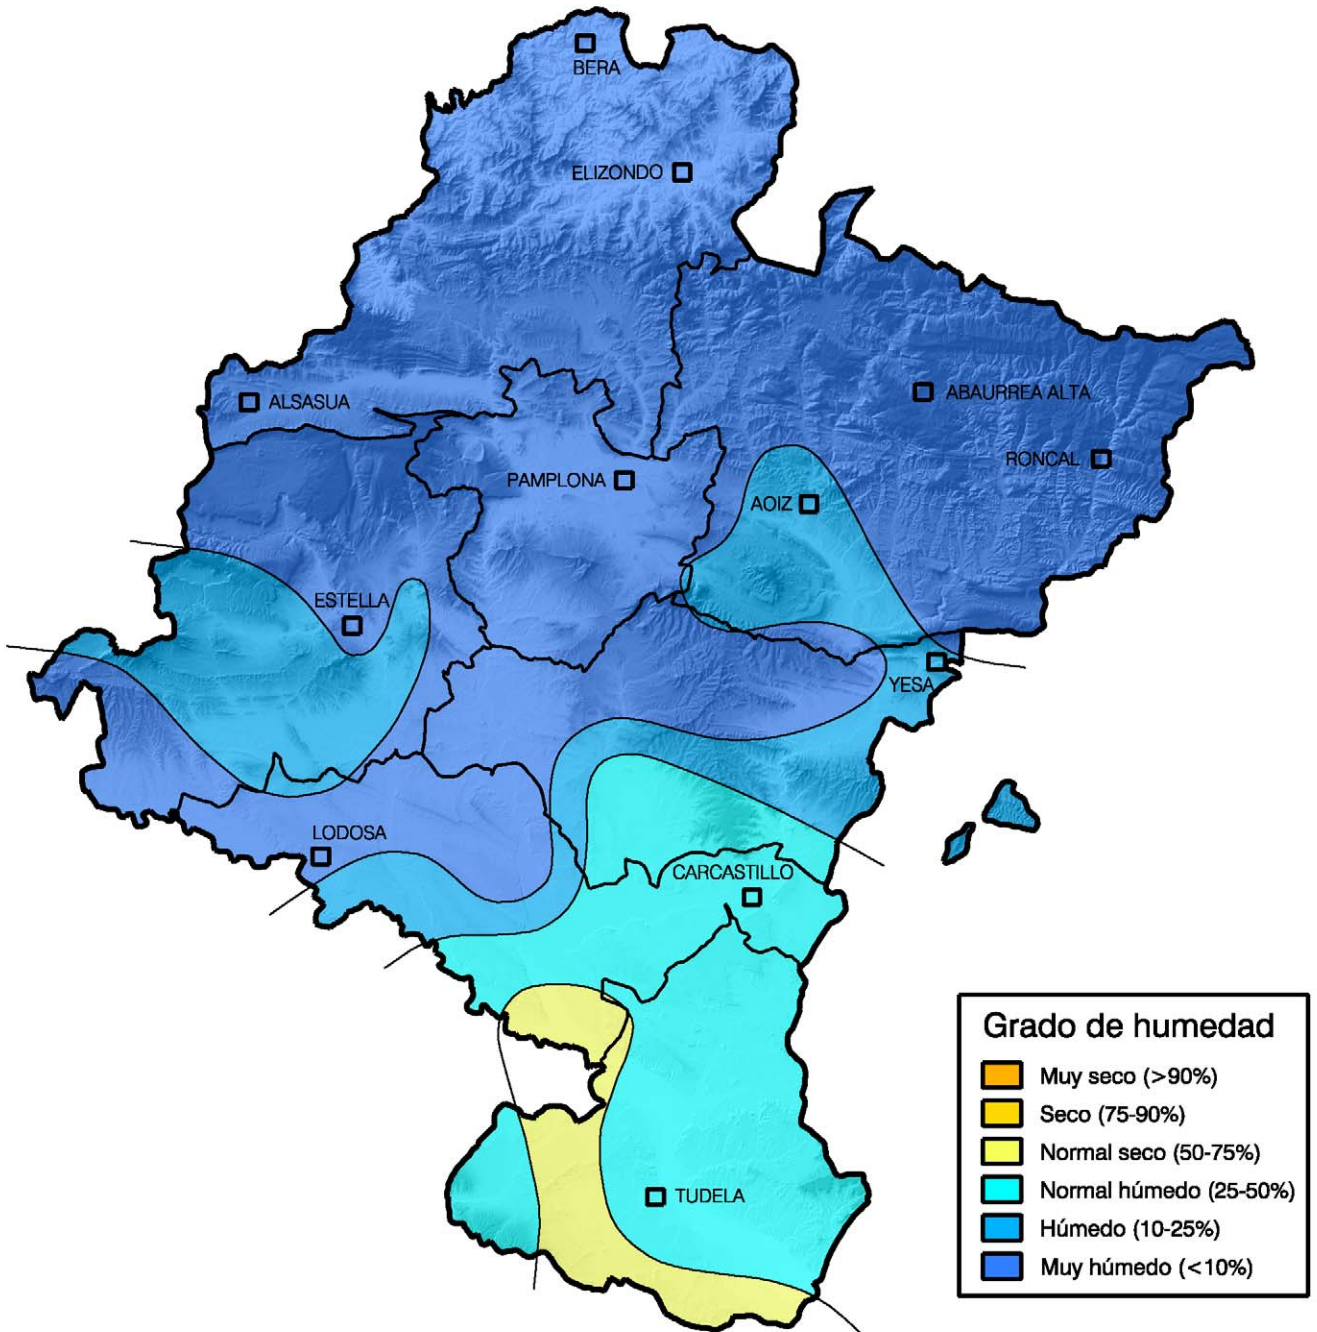 BERA
ELIZONDO
ALSASUA
ABAURREA ALTA
RONCAL
PAMPLONA
AOIZ
ESTELLA
YESA
LODOSA
CARCASTILLO
TUDELA
Grado de humedad
Muy seco (>90%)
Seco (75-90%)
Normal seco (50-75%)
Normal húmedo (25-50%)
Húmedo (10-25%)
Muy húmedo (<10%)